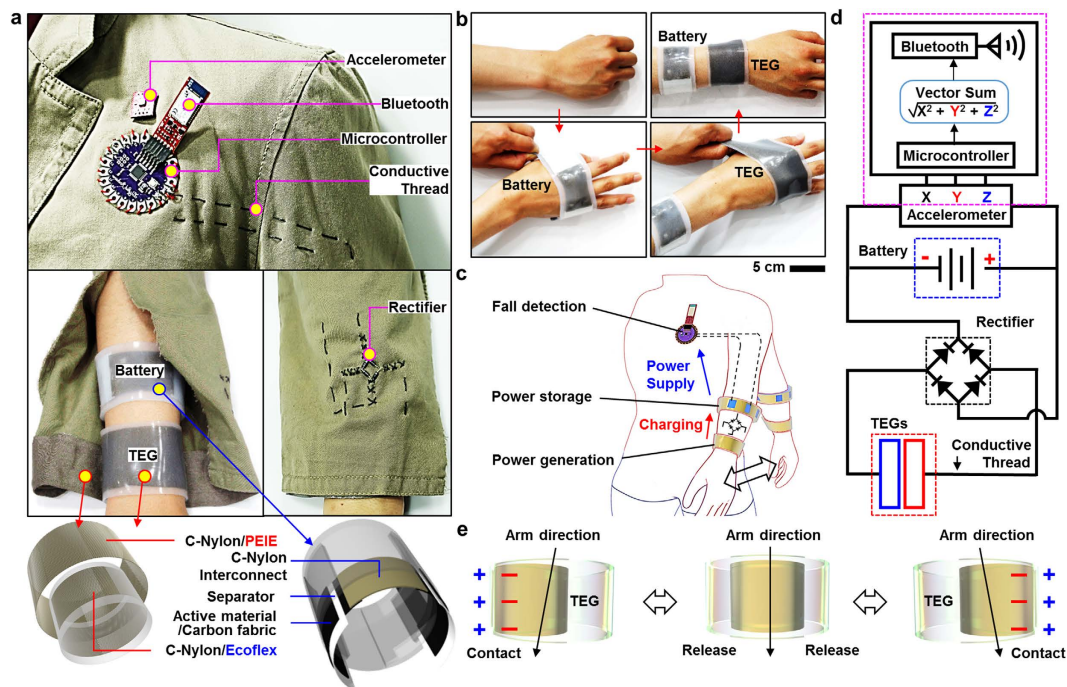 a
Accelerometer
Bluetooth
Microcontroller
Conductive
Thread
Rectifier
Battery
TEG
C-Nylon/PEIE
C-Nylon
Interconnect
Separator
Active material
/Carbon fabric
C-Nylon/Ecoflex
b
Battery
TEG
Battery
TEG
5 cm
c
Fall detection
Power
Supply
Power storage
Charging
Power generation
d
Bluetooth
Vector Sum
√X² + Y² + Z²
Microcontroller
X Y Z
Accelerometer
Battery
- +
Rectifier
TEGs
Conductive
Thread
e
Arm direction
Arm direction
Arm direction
+ − TEG
+ −
+ −
Contact
Release Release
TEG − +
− +
− +
Contact